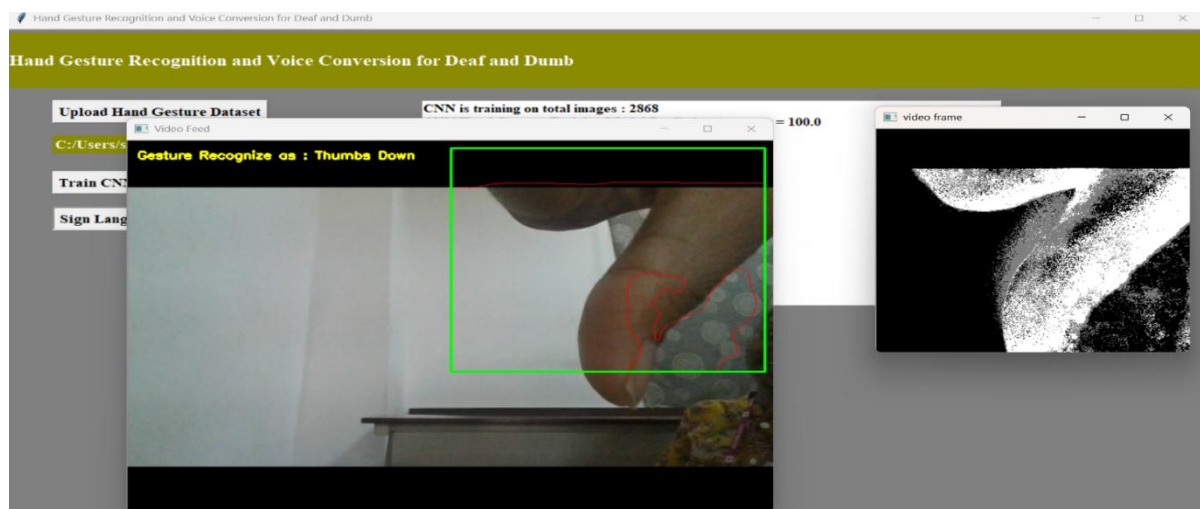 Hand Gesture Recognition and Voice Conversion for Deaf and Dumb
Hand Gesture Recognition and Voice Conversion for Deaf and Dumb
Upload Hand Gesture Dataset
CNN is training on total images : 2868
= 100.0
Video Feed
video frame
C:/Users/s
Gesture Recognize as : Thumbs Down
Train CNN
Sign Lang